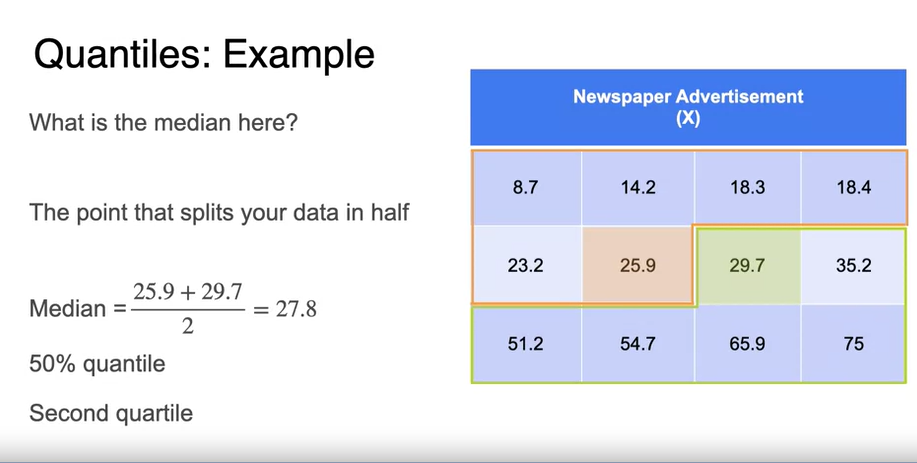 Quantiles: Example
What is the median here?
The point that splits your data in half
Median = (25.9 + 29.7) / 2 = 27.8
50% quantile
Second quartile
Newspaper Advertisement
(X)
8.7 14.2 18.3 18.4
23.2 25.9 29.7 35.2
51.2 54.7 65.9 75